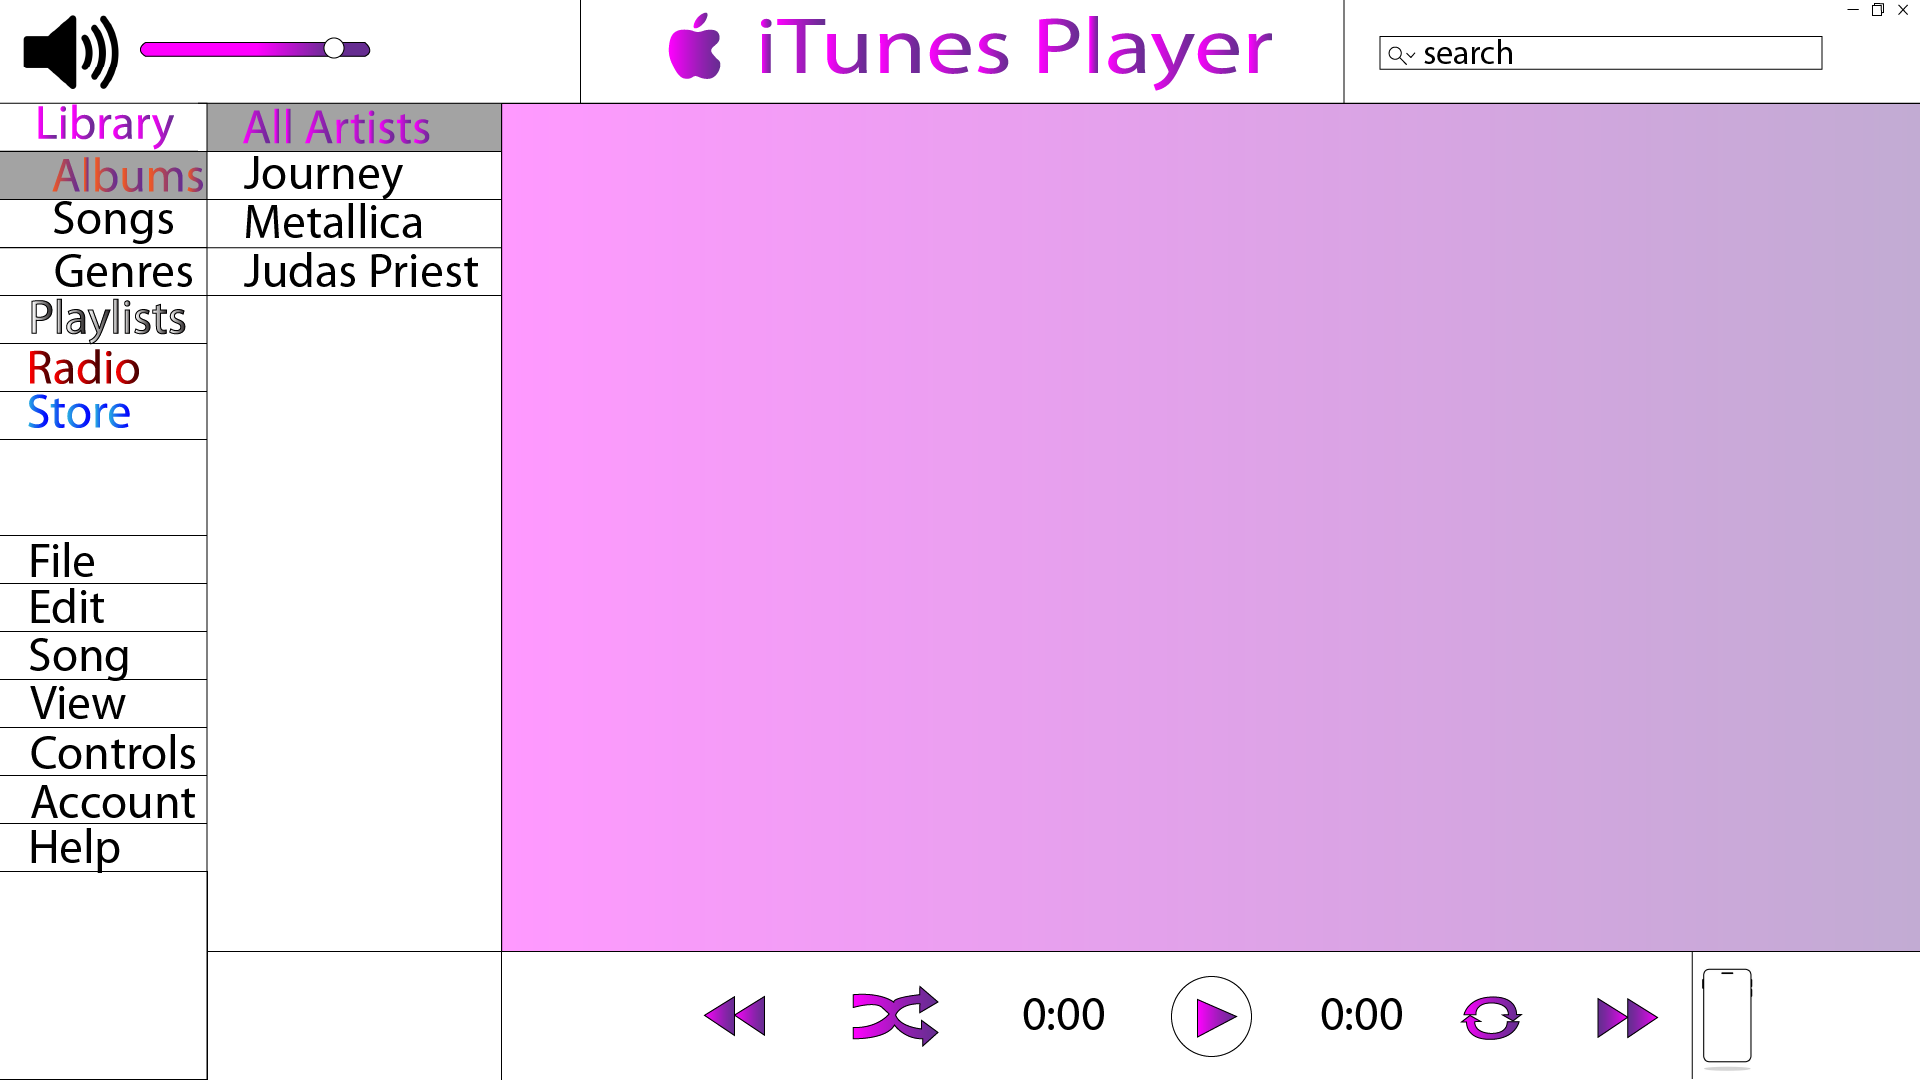 iTunes Player
search
Library
Albums
Songs
Genres
Playlists
Radio
Store
File
Edit
Song
View
Controls
Account
Help
All Artists
Journey
Metallica
Judas Priest
0:00
0:00